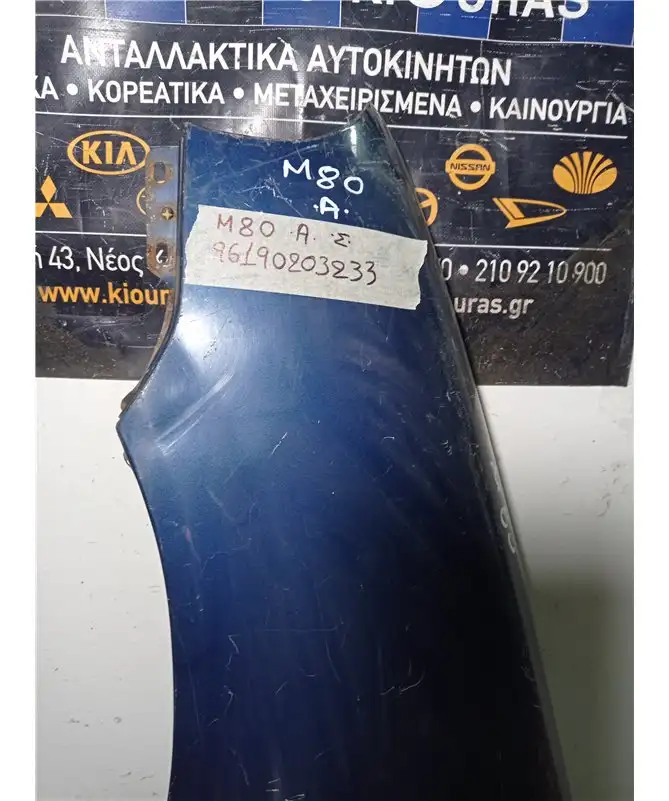 ΑΝΤΑΛΛΑΚΤΙΚΑ ΑΥΤΟΚΙΝΗΤΩΝ
ΚΑ • ΚΟΡΕΑΤΙΚΑ • ΜΕΤΑΧΕΙΡΙΣΜΕΝΑ • ΚΑΙΝΟΥΡΓΙΑ
KIA
NISSAN
M80
.A.
M80 .A. Σ
96190203233
43, Νέος
0 • 210 92 10 900
www.kiour
uras.gr